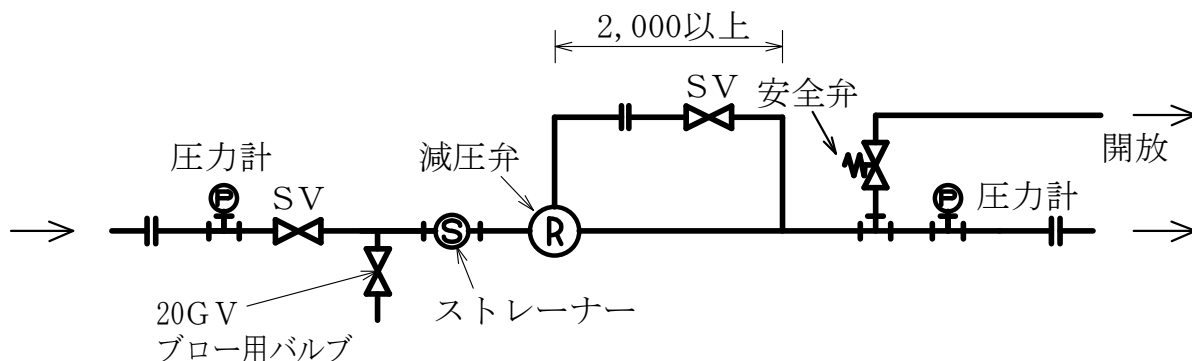 2,000以上
SV
安全弁
減圧弁
開放
圧力計
SV
P
P
圧力計
S
R
20GV
ブロー用バルブ
ストレーナー